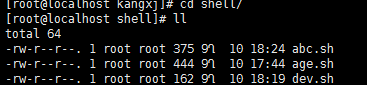 [root@localhost kangxj]# cd shell/
[root@localhost shell]# ll
total 64
-rw-r--r--. 1 root root 375 9月 10 18:24 abc.sh
-rw-r--r--. 1 root root 444 9月 10 17:44 age.sh
-rw-r--r--. 1 root root 162 9月 10 18:19 dev.sh